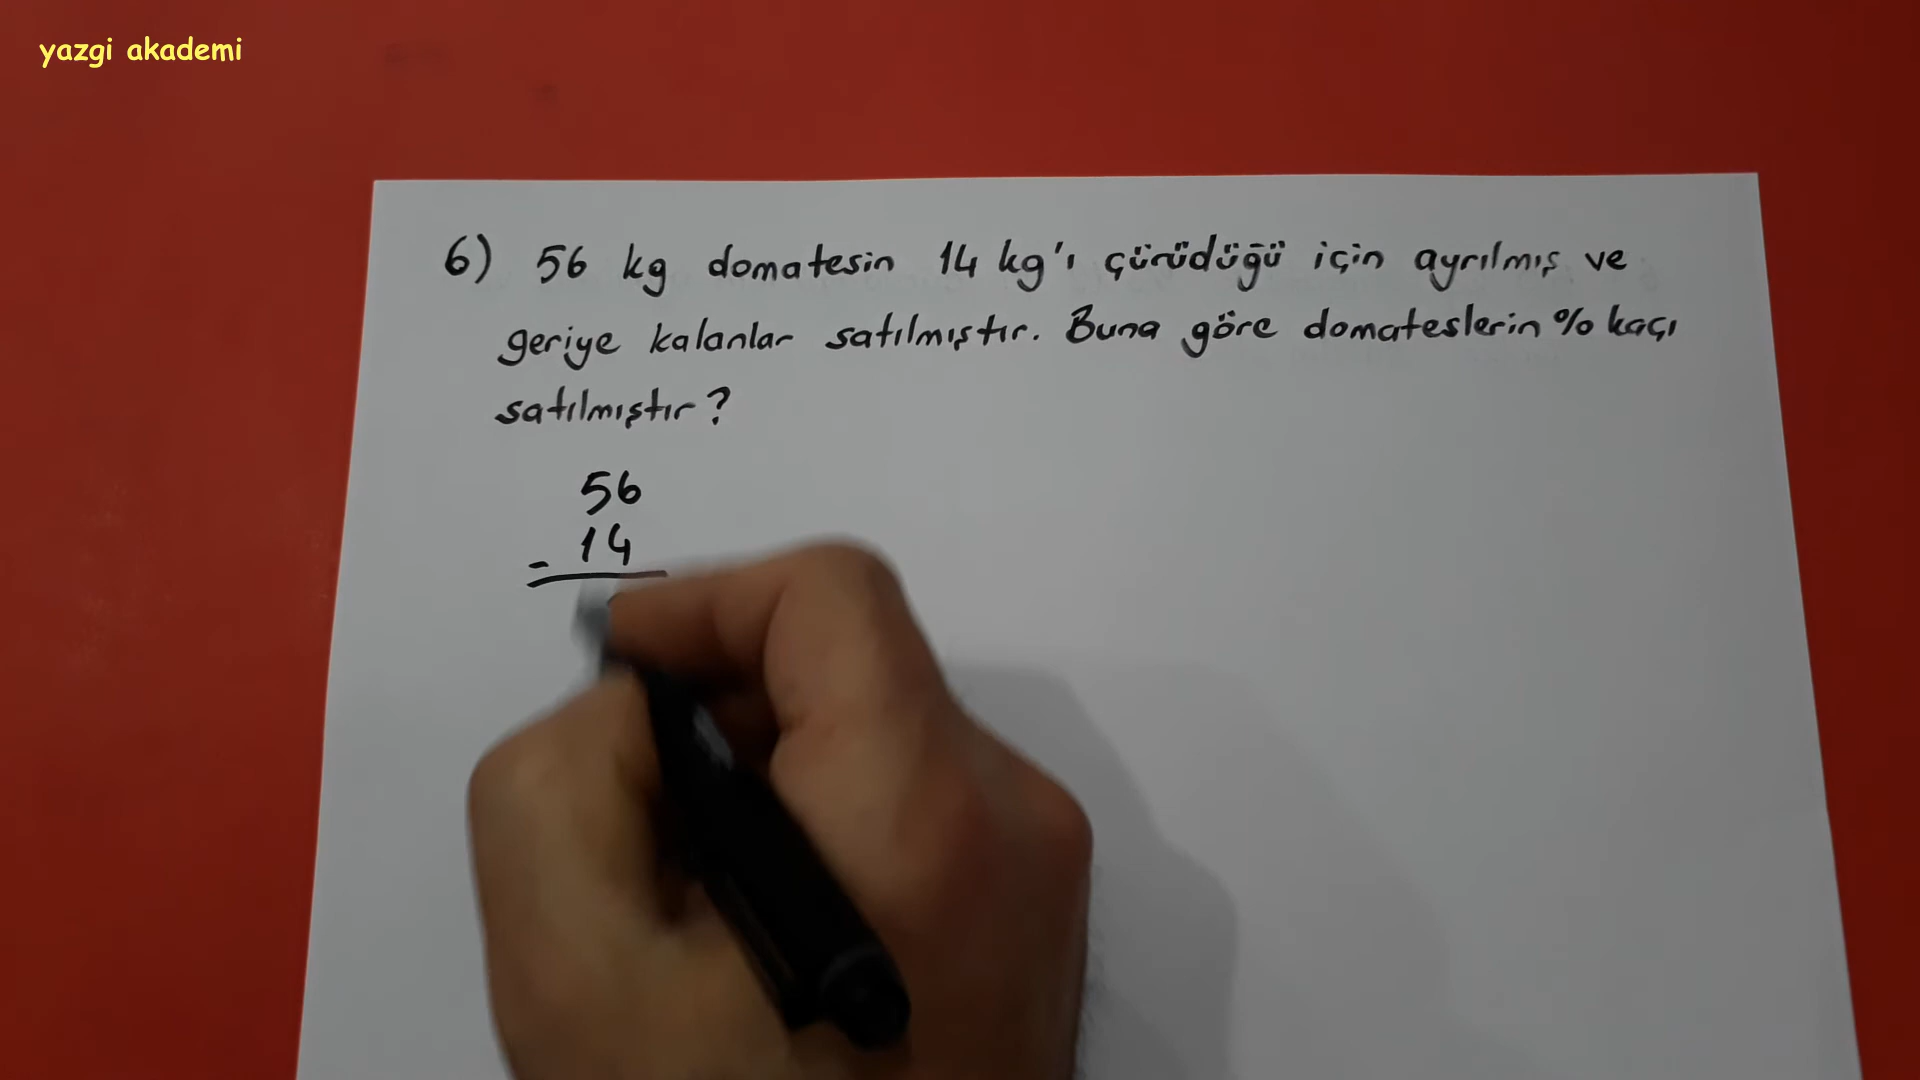 yazgi akademi
6) 56 kg domatesin 14 kg'ı çürüdüğü için ayrılmış ve
geriye kalanlar satılmıştır. Buna göre domateslerin % kaçı
satılmıştır?
56
- 14